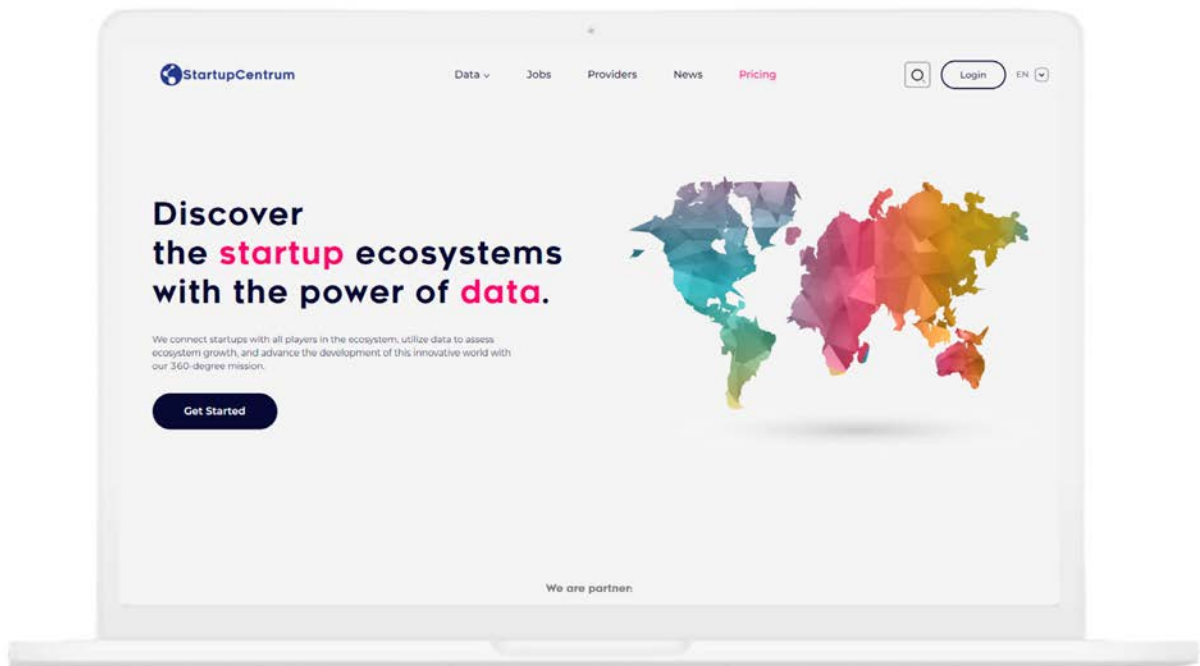 StartupCentrum
Data Jobs Providers News Pricing Login EN
Discover
the startup ecosystems
with the power of data.
We connect startups with all players in the ecosystem, utilize data to assess
ecosystem growth, and advance the development of this innovative world with
our 360-degree mission.
Get Started
We are partner: